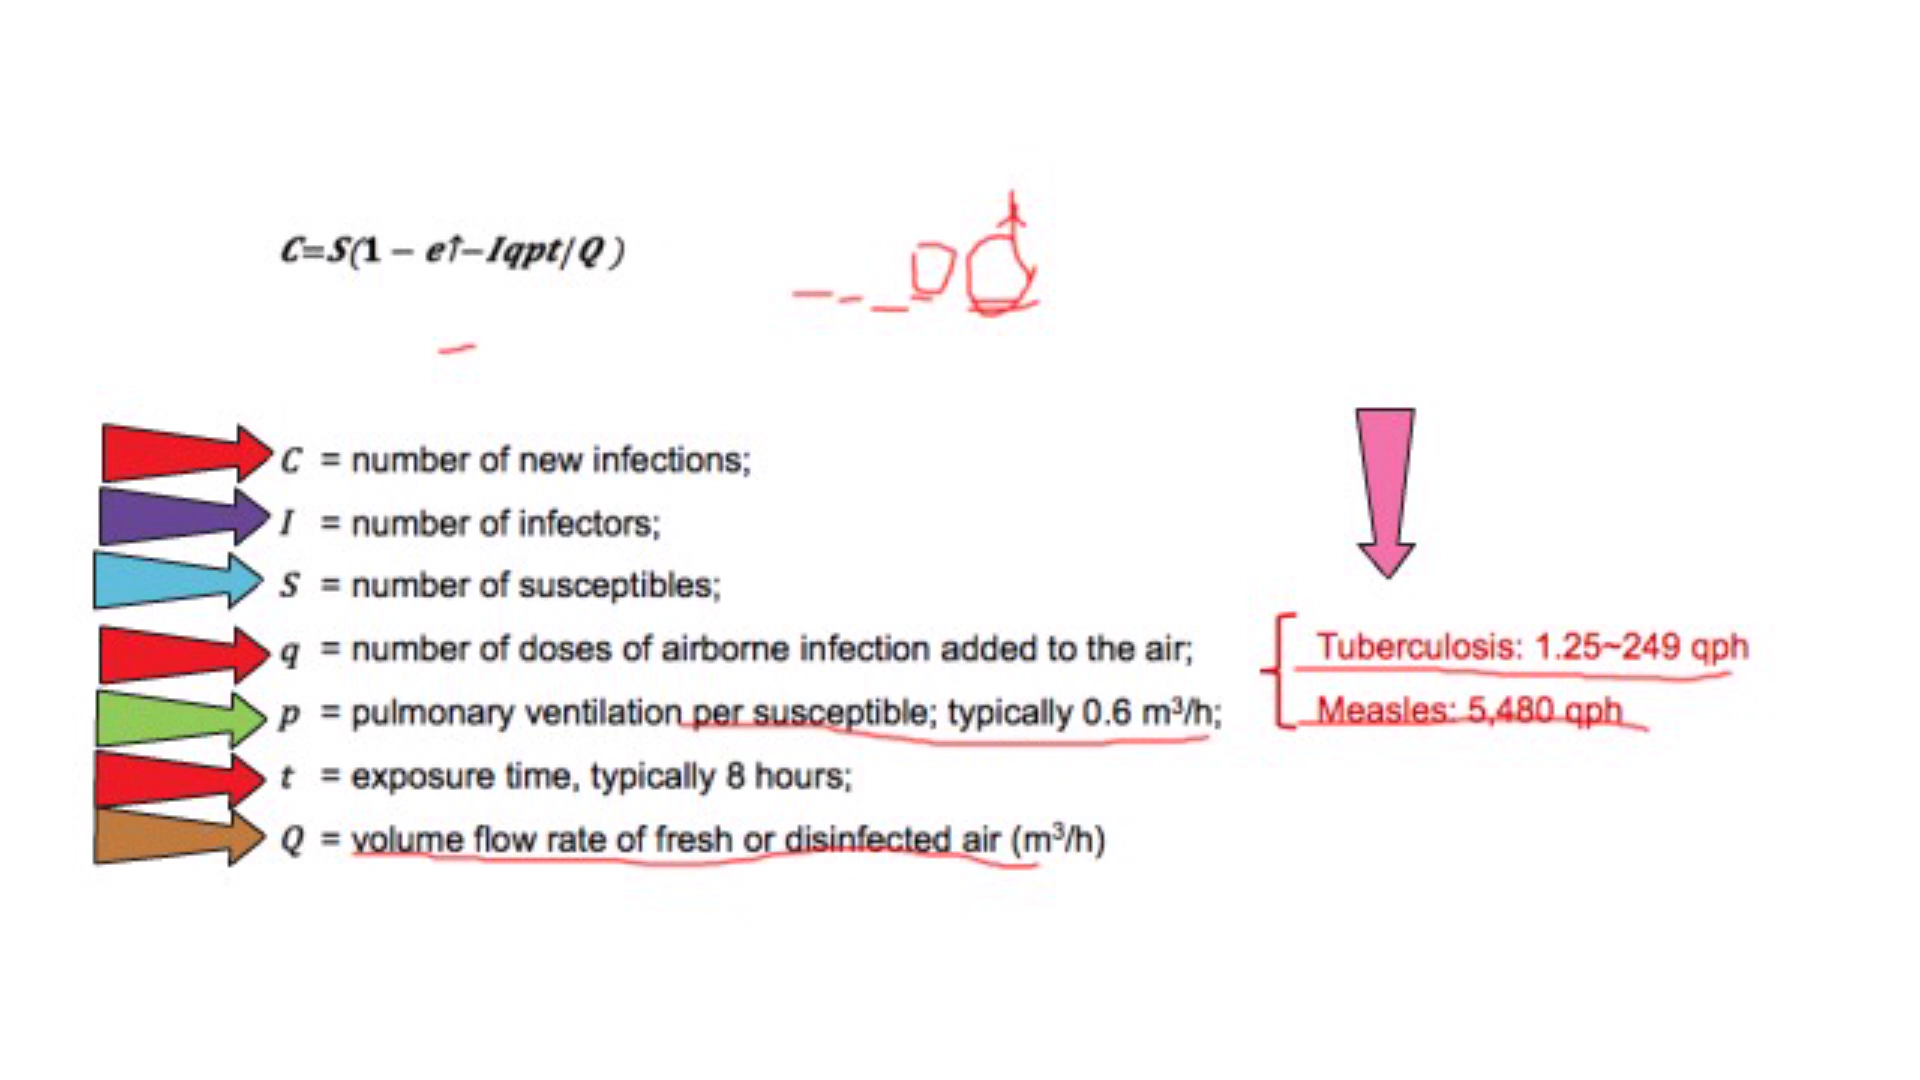 C=S(1 – e↑–Iqpt/Q )
C = number of new infections;
I = number of infectors;
S = number of susceptibles;
q = number of doses of airborne infection added to the air;
Tuberculosis: 1.25~249 qph
p = pulmonary ventilation per susceptible; typically 0.6 m³/h;
Measles: 5,480 qph
t = exposure time, typically 8 hours;
Q = volume flow rate of fresh or disinfected air (m³/h)